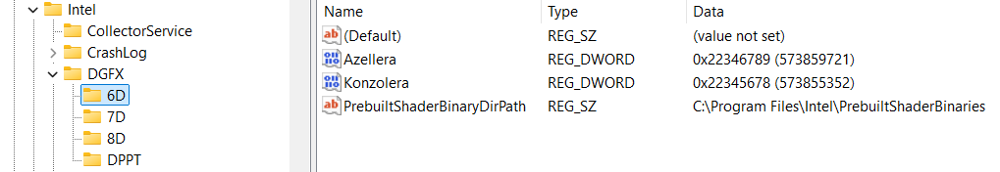 Intel
CollectorService
CrashLog
DGFX
6D
7D
8D
DPPT
Name Type Data
(Default) REG_SZ (value not set)
Azellera REG_DWORD 0x22346789 (573859721)
Konzolera REG_DWORD 0x22345678 (573855352)
PrebuiltShaderBinaryDirPath REG_SZ C:\Program Files\Intel\PrebuiltShaderBinaries